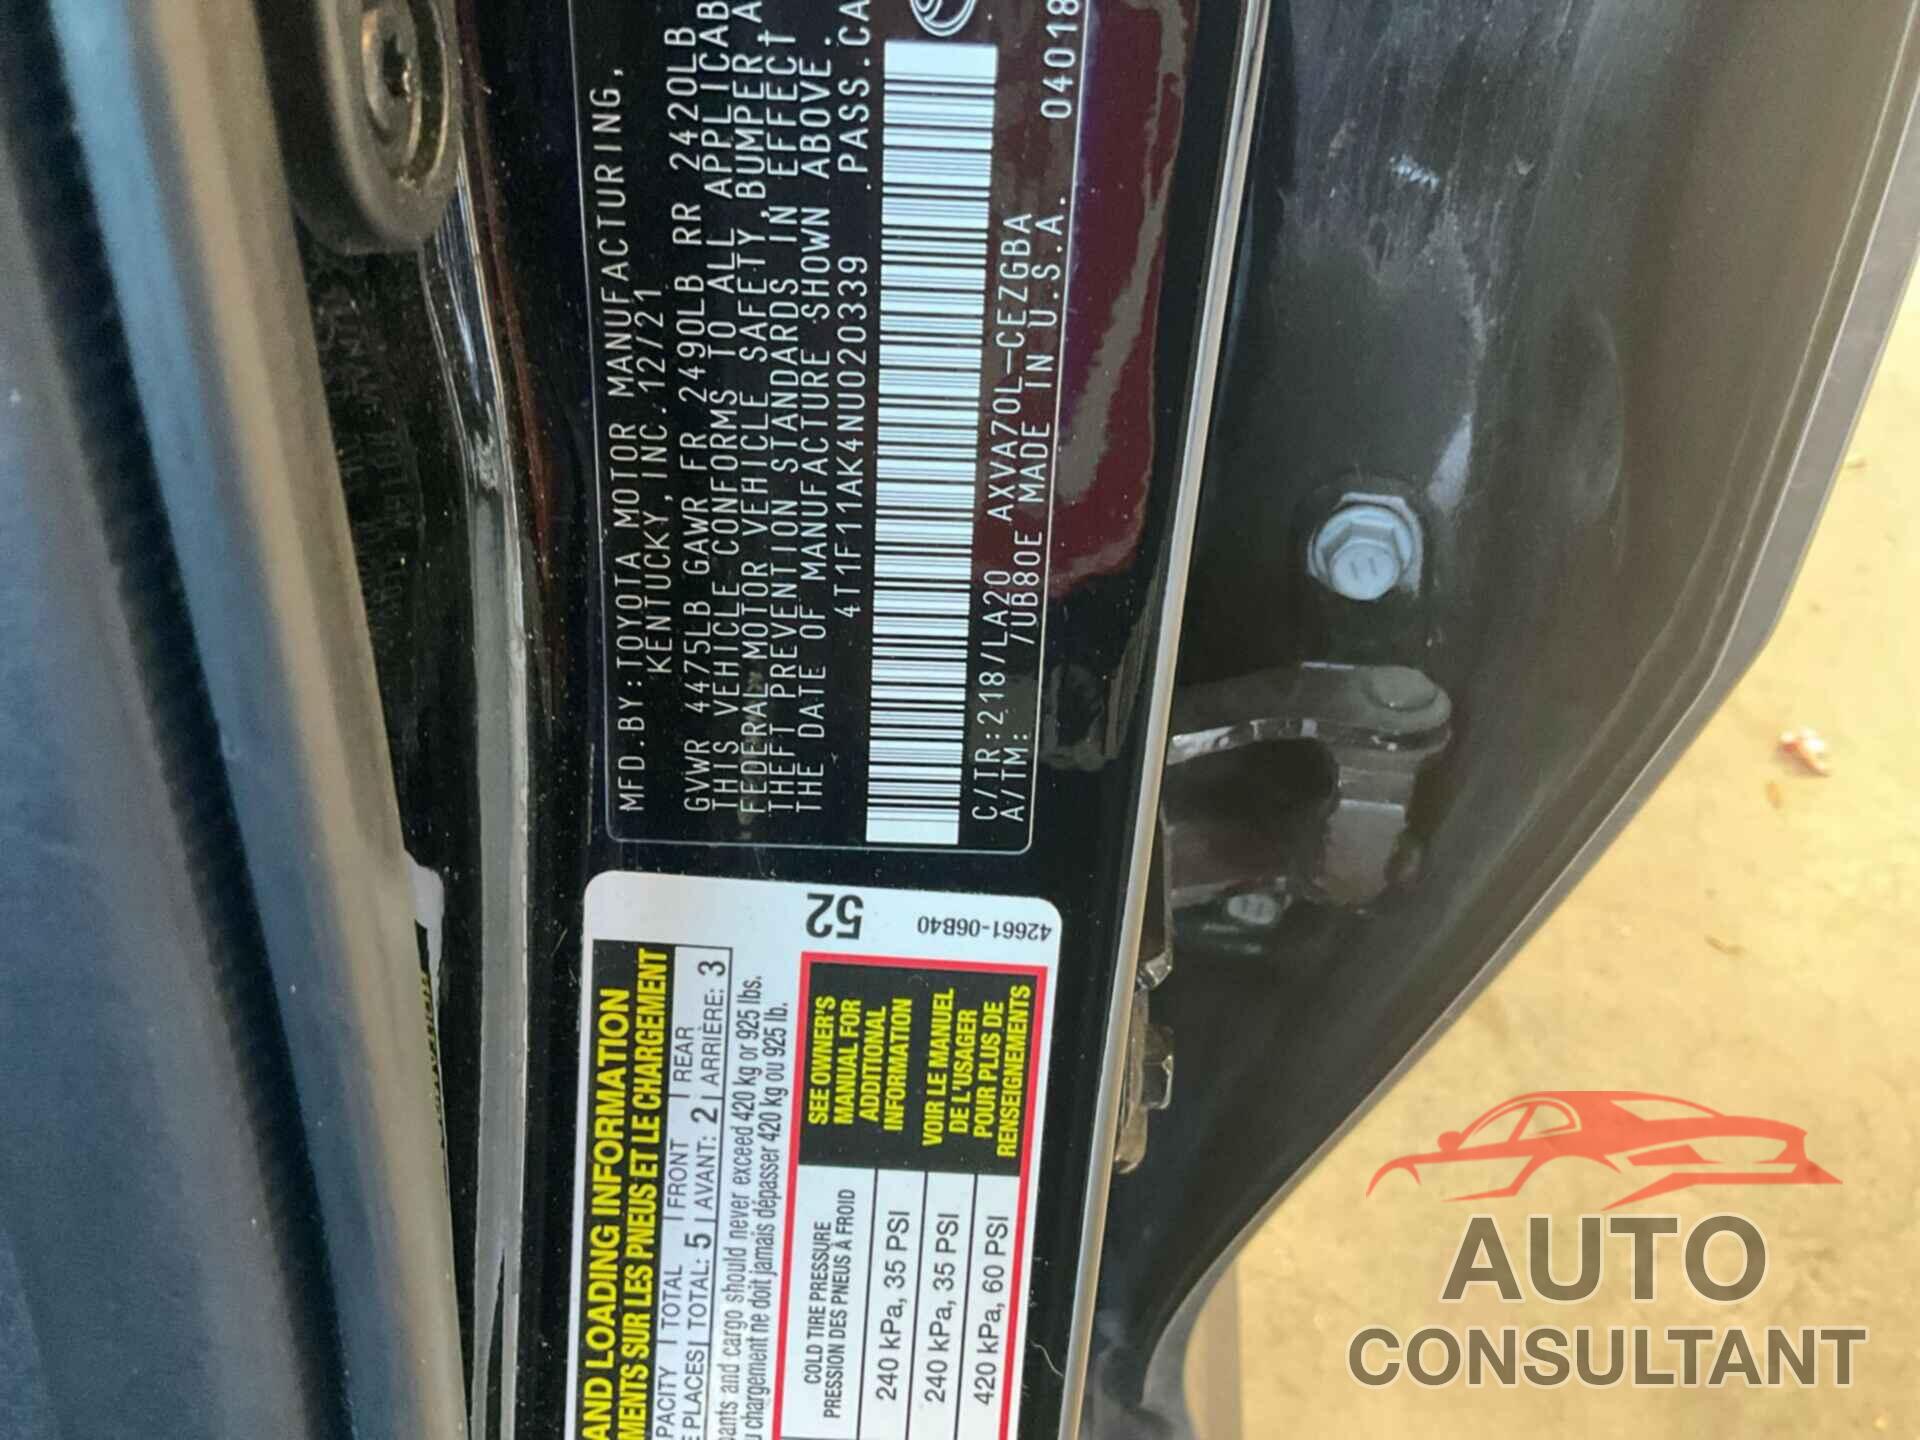 MFD.BY:TOYOTA MOTOR MANUFACTURING,
KENTUCKY,INC. 12/21
GVWR 4475LB GAWR FR 2490LB RR 2420LB
THIS VEHICLE CONFORMS TO ALL APPLICAB
FEDERAL MOTOR VEHICLE SAFETY,BUMPER,A
THEFT PREVENTION STANDARDS IN EFFECT
THE DATE OF MANUFACTURE SHOWN ABOVE.
4T1F11AK4NU020339 PASS.CA
C/TR:218/LA20 AXVA70L-CEZGBA
A/TM: /UB80E MADE IN U.S.A. 04018
52
42661-06B40
AND LOADING INFORMATION
MENTS SUR LES PNEUS ET LE CHARGEMENT
PACITY TOTAL FRONT REAR
E PLACES TOTAL: 5 AVANT: 2 ARRIÈRE: 3
pants and cargo should never exceed 420 kg or 925 lbs.
chargement ne doit jamais dépasser 420 kg ou 925 lb.
COLD TIRE PRESSURE
PRESSION DES PNEUS À FROID
240 kPa, 35 PSI
240 kPa, 35 PSI
420 kPa, 60 PSI
SEE OWNER'S
MANUAL FOR
ADDITIONAL
INFORMATION
VOIR LE MANUEL
DE L'USAGER
POUR PLUS DE
RENSEIGNEMENTS
AUTO
CONSULTANT